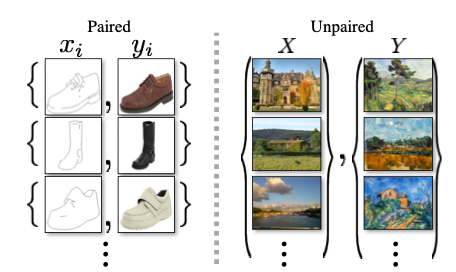 Paired
Unpaired
x_i
y_i
X
Y
{ , }
{ , }
{ , }
⋮
( ⋮ ) , ( ⋮ )